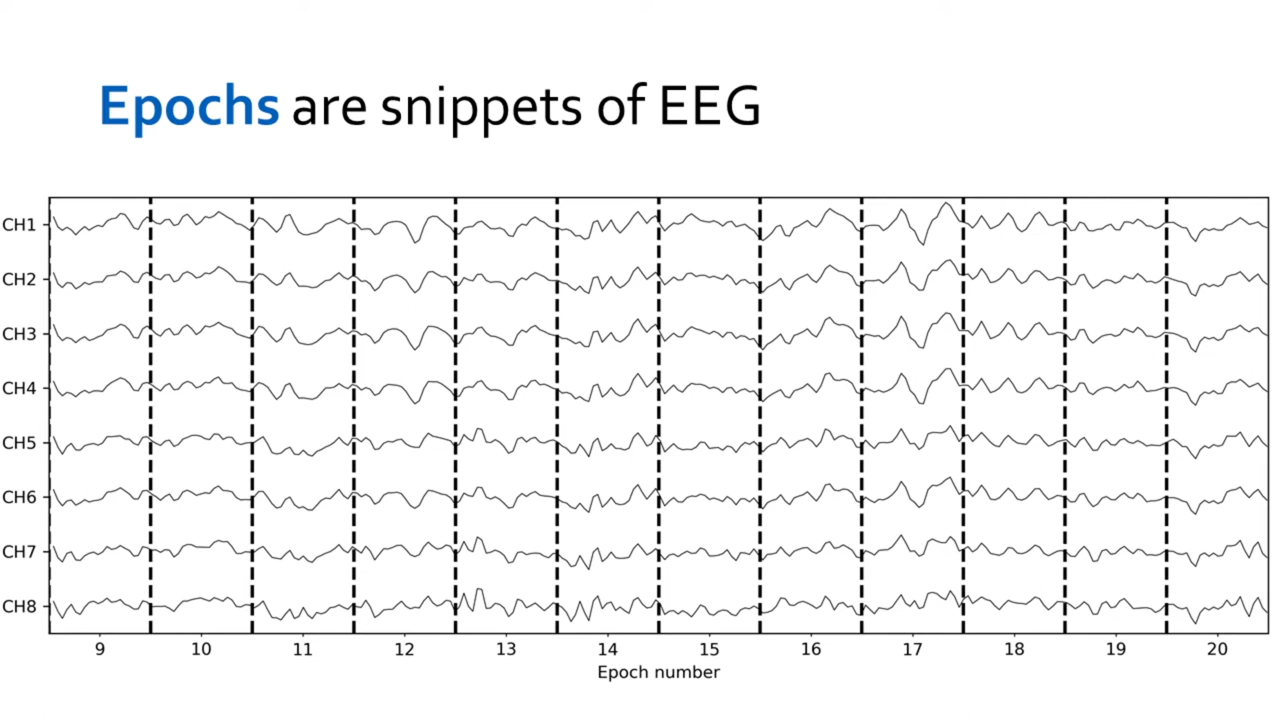 Epochs are snippets of EEG
CH1
CH2
CH3
CH4
CH5
CH6
CH7
CH8
9 10 11 12 13 14 15 16 17 18 19 20
Epoch number